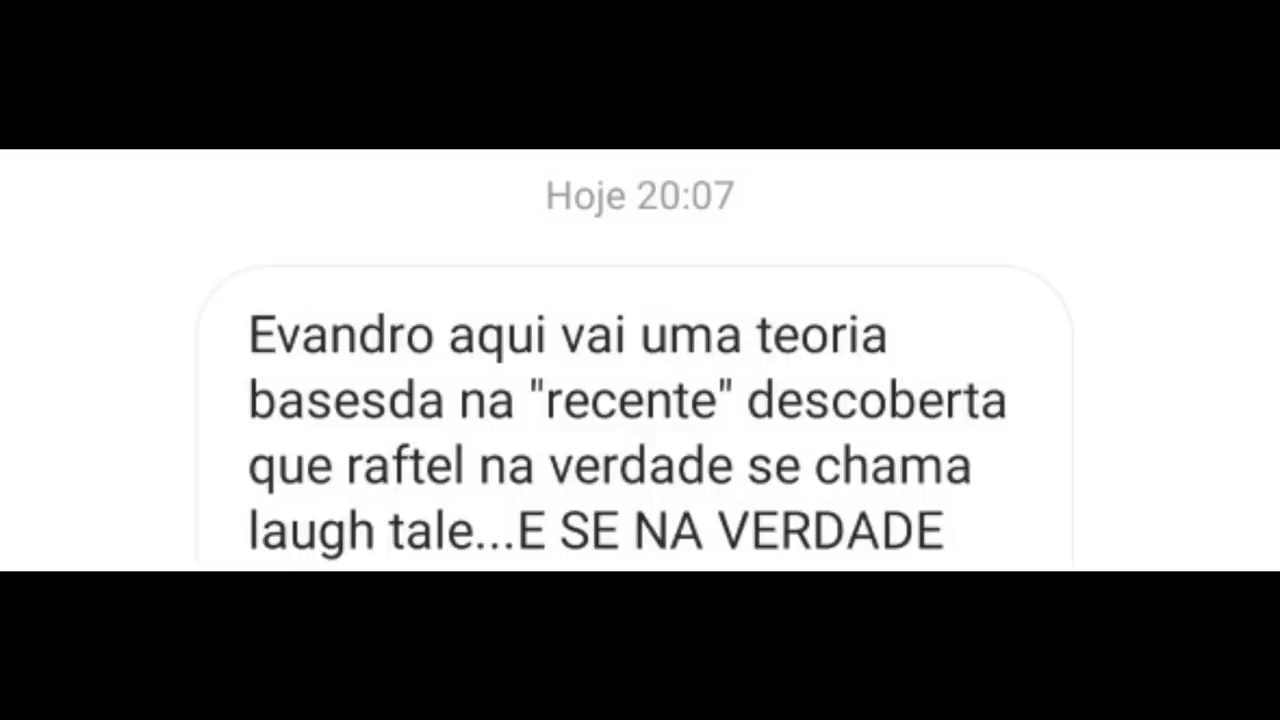 Hoje 20:07
Evandro aqui vai uma teoria
basesda na "recente" descoberta
que raftel na verdade se chama
laugh tale...E SE NA VERDADE